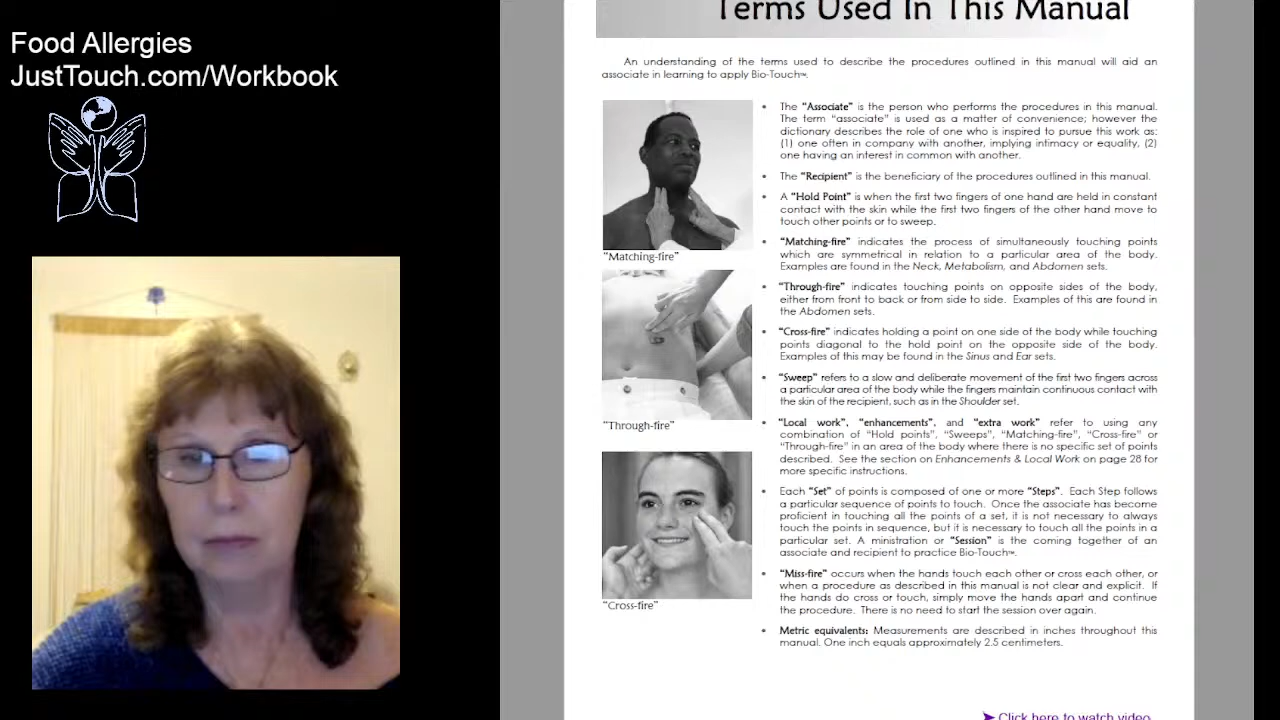 Food Allergies
JustTouch.com/Workbook
Terms Used In This Manual
An understanding of the terms used to describe the procedures outlined in this manual will aid an
associate in learning to apply Bio-Touch™.
"Matching-fire"
"Through-fire"
"Cross-fire"
• The "Associate" is the person who performs the procedures in this manual.
The term "associate" is used as a matter of convenience; however the
dictionary describes the role of one who is inspired to pursue this work as:
(1) one often in company with another, implying intimacy or equality, (2)
one having an interest in common with another.
• The "Recipient" is the beneficiary of the procedures outlined in this manual.
• A "Hold Point" is when the first two fingers of one hand are held in constant
contact with the skin while the first two fingers of the other hand move to
touch other points or to sweep.
• "Matching-fire" indicates the process of simultaneously touching points
which are symmetrical in relation to a particular area of the body.
Examples are found in the Neck, Metabolism, and Abdomen sets.
• "Through-fire" indicates touching points on opposite sides of the body,
either from front to back or from side to side. Examples of this are found in
the Abdomen sets.
• "Cross-fire" indicates holding a point on one side of the body while touching
points diagonal to the hold point on the opposite side of the body.
Examples of this may be found in the Sinus and Ear sets.
• "Sweep" refers to a slow and deliberate movement of the first two fingers across
a particular area of the body while the fingers maintain continuous contact with
the skin of the recipient, such as in the Shoulder set.
• "Local work", "enhancements", and "extra work" refer to using any
combination of "Hold points", "Sweeps", "Matching-fire", "Cross-fire" or
"Through-fire" in an area of the body where there is no specific set of points
described. See the section on Enhancements & Local Work on page 28 for
more specific instructions.
• Each "Set" of points is composed of one or more "Steps". Each Step follows
a particular sequence of points to touch. Once the associate has become
proficient in touching all the points of a set, it is not necessary to always
touch the points in sequence, but it is necessary to touch all the points in a
particular set. A ministration or "Session" is the coming together of an
associate and recipient to practice Bio-Touch™.
• "Miss-fire" occurs when the hands touch each other or cross each other, or
when a procedure as described in this manual is not clear and explicit. If
the hands do cross or touch, simply move the hands apart and continue
the procedure. There is no need to start the session over again.
• Metric equivalents: Measurements are described in inches throughout this
manual. One inch equals approximately 2.5 centimeters.
➤ Click here to watch video